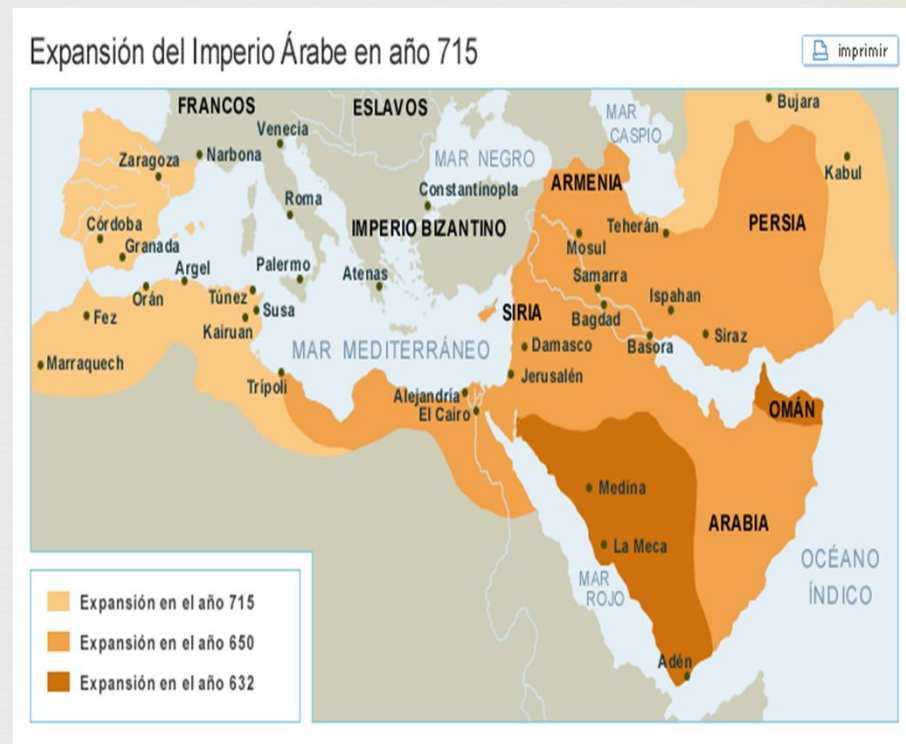 Expansión del Imperio Árabe en año 715
imprimir
FRANCOS
ESLAVOS
MAR
CASPIO
Bujara
Venecia
Zaragoza
Narbona
MAR NEGRO
Kabul
Constantinopla
ARMENIA
Roma
IMPERIO BIZANTINO
Teherán
PERSIA
Córdoba
Granada
Mosul
Argel
Palermo
Atenas
Samarra
Orán
Túnez
Susa
SIRIA
Ispahan
Fez
Kairuan
Bagdad
MAR MEDITERRÁNEO
Damasco
Basora
Siraz
Marraquech
Trípoli
Jerusalén
Alejandría
El Cairo
OMÁN
Medina
ARABIA
La Meca
OCÉANO
ÍNDICO
MAR
ROJO
Adén
Expansión en el año 715
Expansión en el año 650
Expansión en el año 632